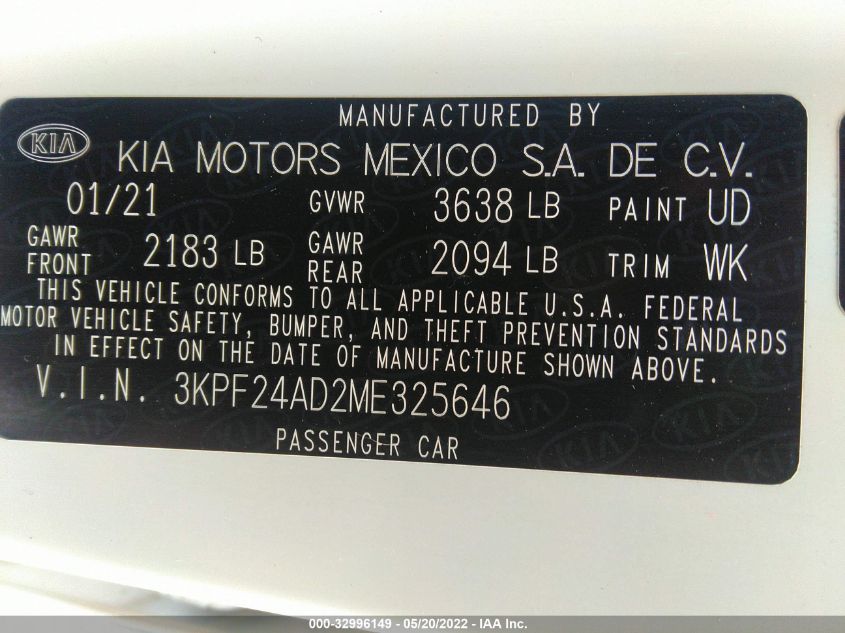 MANUFACTURED BY
KIA KIA MOTORS MEXICO S.A. DE C.V.
01/21 GVWR 3638 LB PAINT UD
GAWR FRONT 2183 LB GAWR REAR 2094 LB TRIM WK
THIS VEHICLE CONFORMS TO ALL APPLICABLE U.S.A. FEDERAL
MOTOR VEHICLE SAFETY, BUMPER, AND THEFT PREVENTION STANDARDS
IN EFFECT ON THE DATE OF MANUFACTURE SHOWN ABOVE.
V.I.N. 3KPF24AD2ME325646
PASSENGER CAR
000-32996149 - 05/20/2022 - IAA Inc.